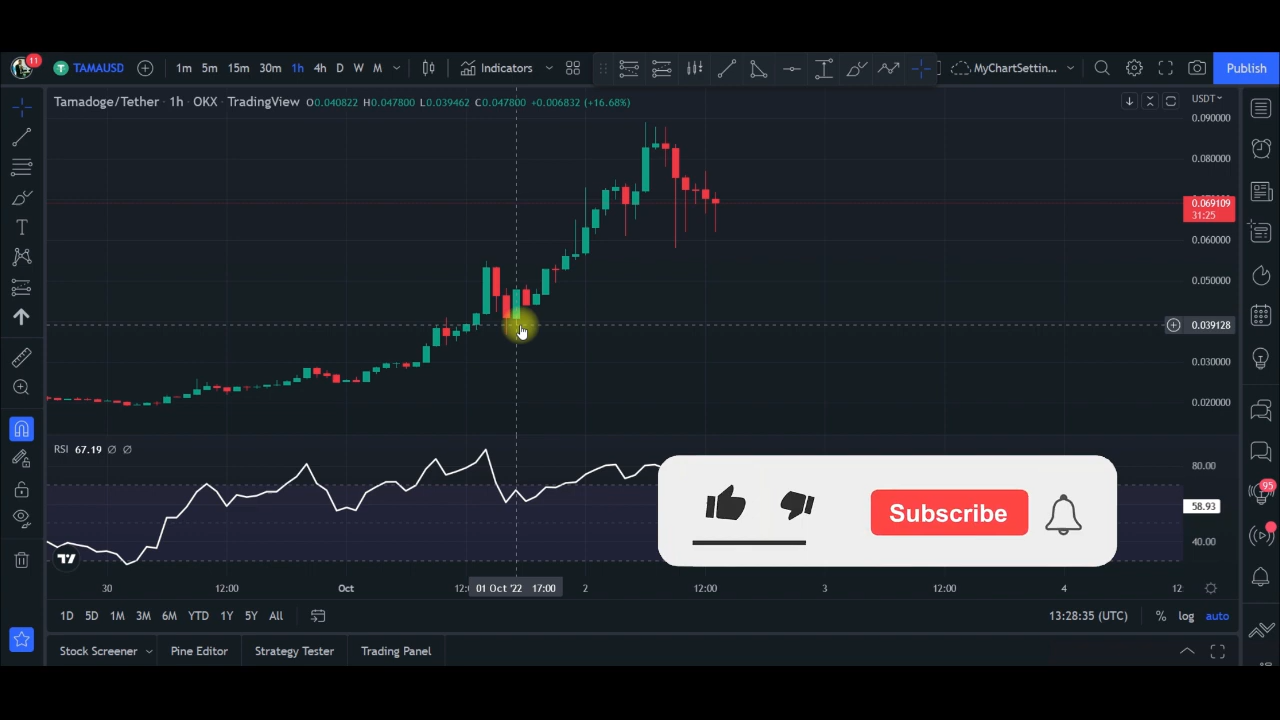 11
T TAMAUSD 1m 5m 15m 30m 1h 4h D W M Indicators MyChartSettin... Publish
Tamadoge/Tether · 1h · OKX · TradingView O0.040822 H0.047800 L0.039462 C0.047800 +0.006832 (+16.68%)
USDT
0.090000
0.080000
0.069109
31:25
0.060000
0.050000
0.039128
0.030000
0.020000
RSI 67.19 Ø Ø
80.00
58.93
40.00
95
Subscribe
30 12:00 Oct 12: 01 Oct '22 17:00 2 12:00 3 12:00 4 12
1D 5D 1M 3M 6M YTD 1Y 5Y All
13:28:35 (UTC) % log auto
Stock Screener Pine Editor Strategy Tester Trading Panel